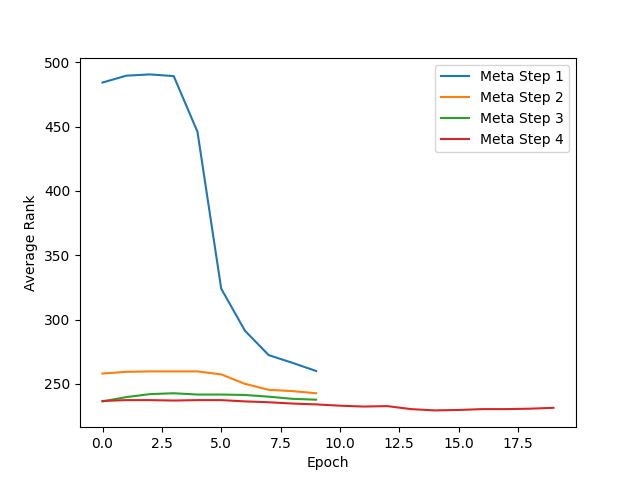 500
450
400
350
300
250
Average Rank
0.0 2.5 5.0 7.5 10.0 12.5 15.0 17.5
Epoch
Meta Step 1
Meta Step 2
Meta Step 3
Meta Step 4